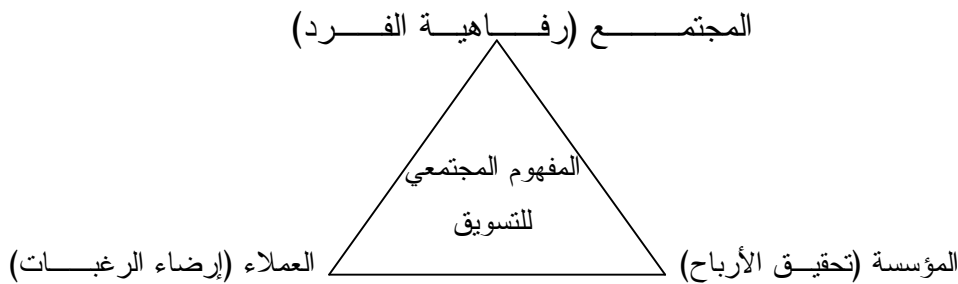 المجتمع (رفاهية الفرد)
المفهوم المجتمعي
للتسويق
المؤسسة (تحقيق الأرباح)
العملاء (إرضاء الرغبات)